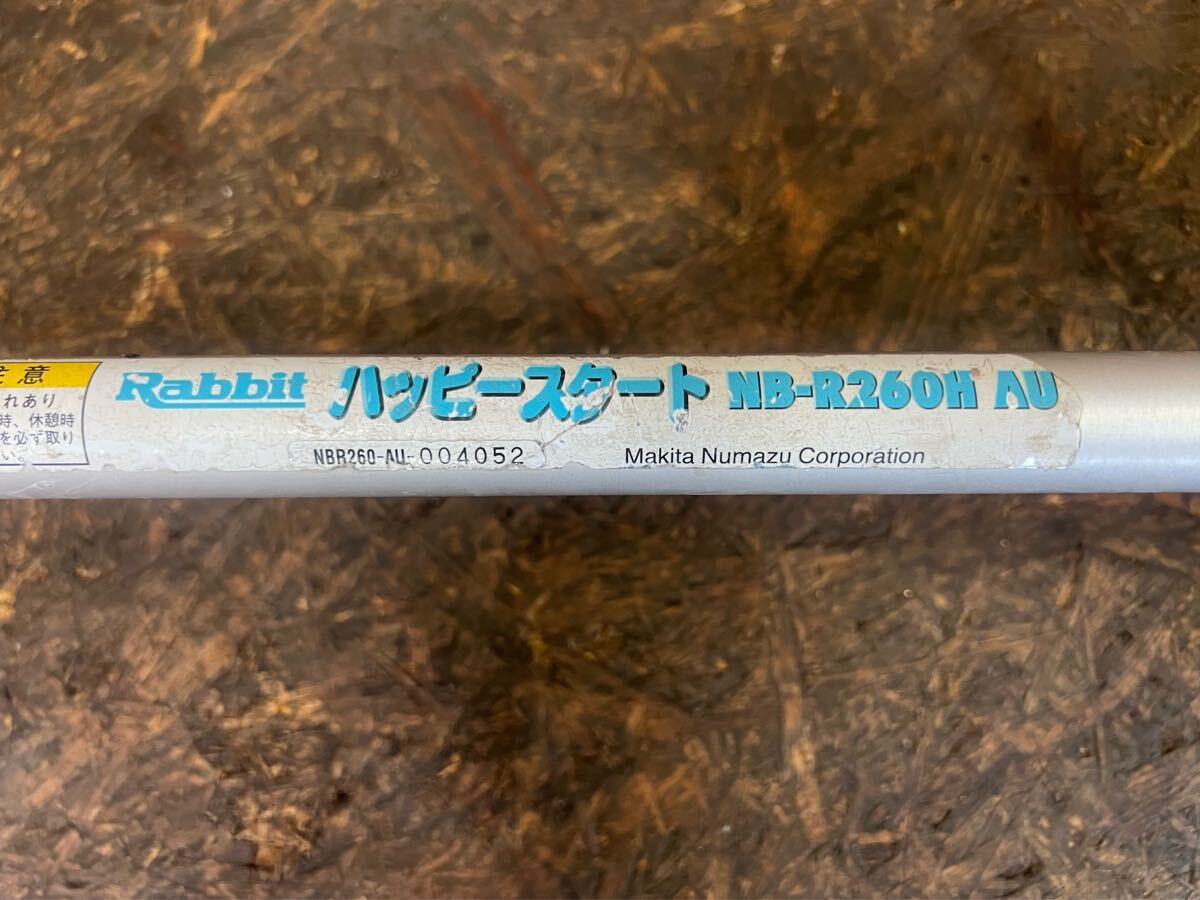 注意
れあり
時、休憩時
を必ず取り
い。
Rabbit ハッピースタート NB-R260H AU
NBR260-AU-004052
Makita Numazu Corporation